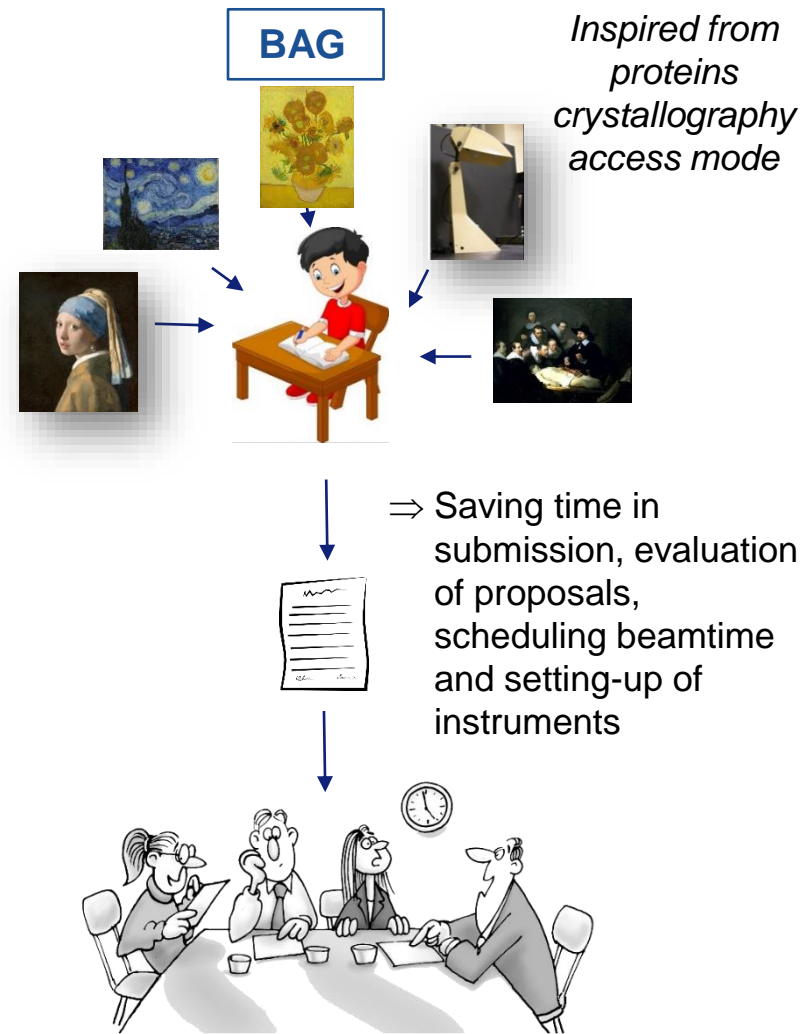 BAG
Inspired from
proteins
crystallography
access mode
⇒ Saving time in
submission, evaluation
of proposals,
scheduling beamtime
and setting-up of
instruments